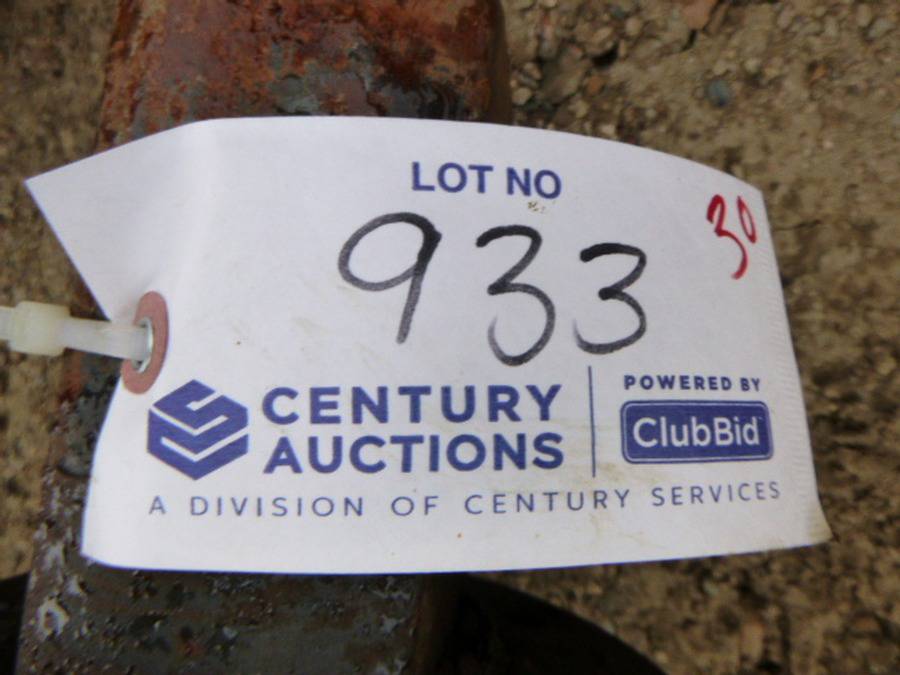 LOT NO
933
30
CENTURY
AUCTIONS
POWERED BY
ClubBid
A DIVISION OF CENTURY SERVICES